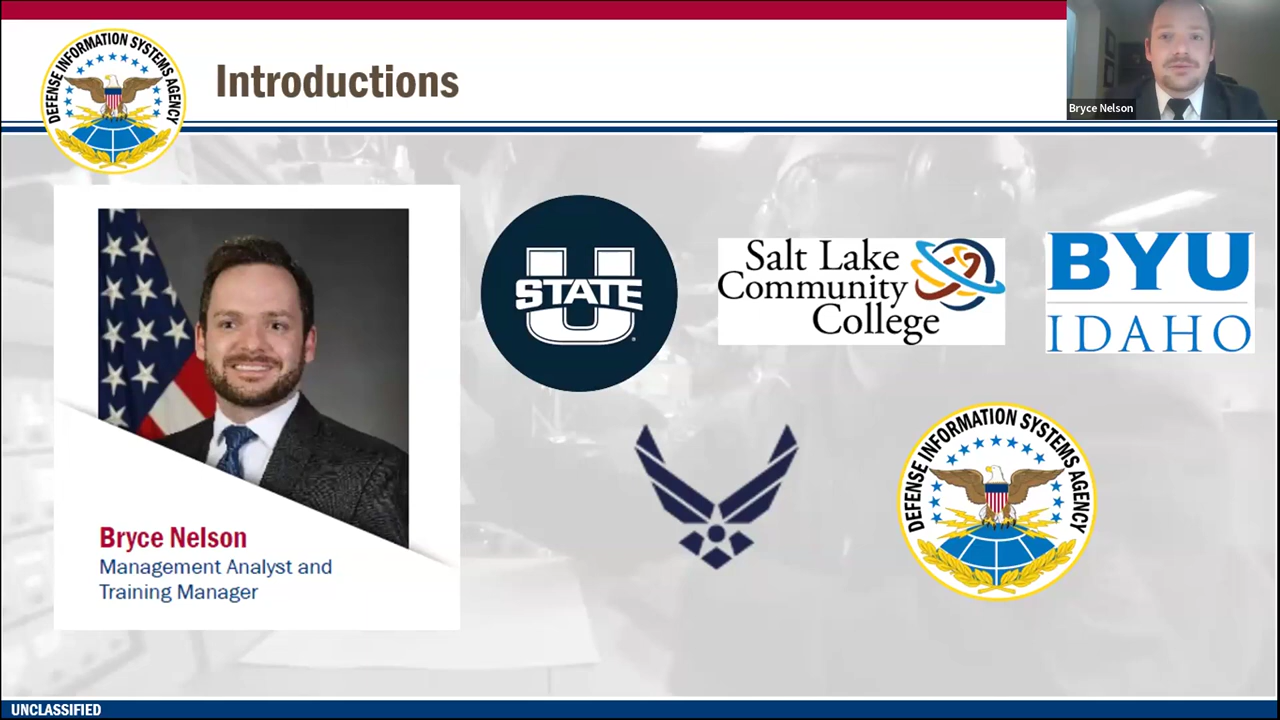 DEFENSE INFORMATION SYSTEMS AGENCY
Introductions
Bryce Nelson
U
STATE
Salt Lake
Community
College
BYU
IDAHO
DEFENSE INFORMATION SYSTEMS AGENCY
Bryce Nelson
Management Analyst and
Training Manager
UNCLASSIFIED